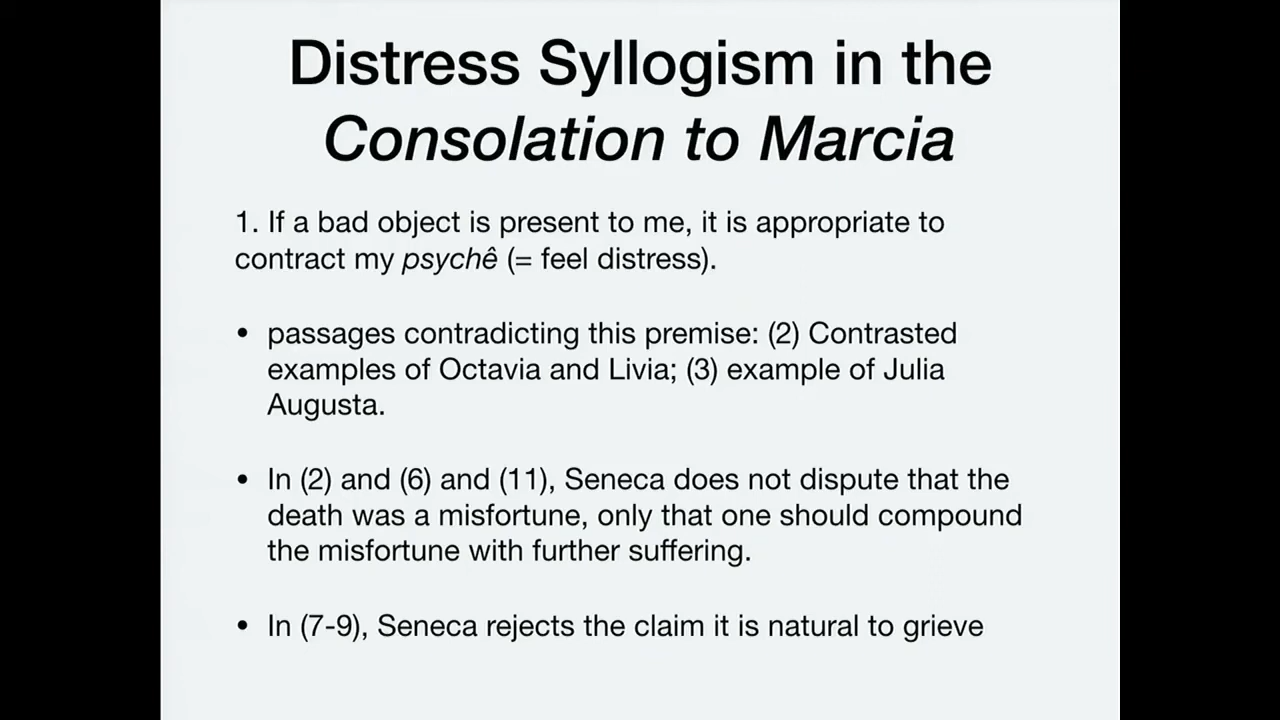 Distress Syllogism in the
Consolation to Marcia
1. If a bad object is present to me, it is appropriate to
contract my psychê (= feel distress).
• passages contradicting this premise: (2) Contrasted
examples of Octavia and Livia; (3) example of Julia
Augusta.
• In (2) and (6) and (11), Seneca does not dispute that the
death was a misfortune, only that one should compound
the misfortune with further suffering.
• In (7-9), Seneca rejects the claim it is natural to grieve